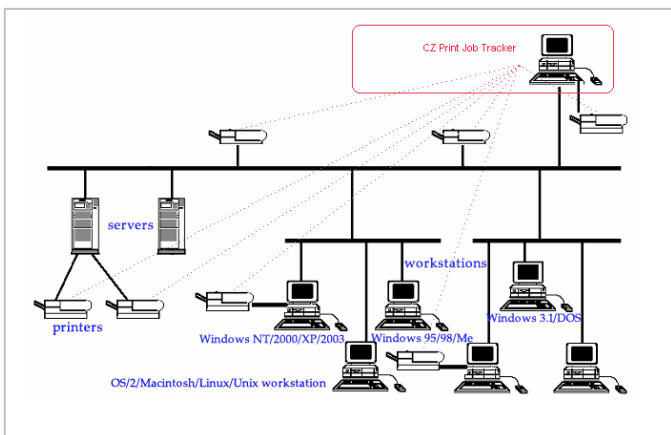 CZ Print Job Tracker
servers
workstations
printers
Windows NT/2000/XP/2003
Windows 95/98/Me
Windows 3.1/DOS
OS/2/Macintosh/Linux/Unix workstation